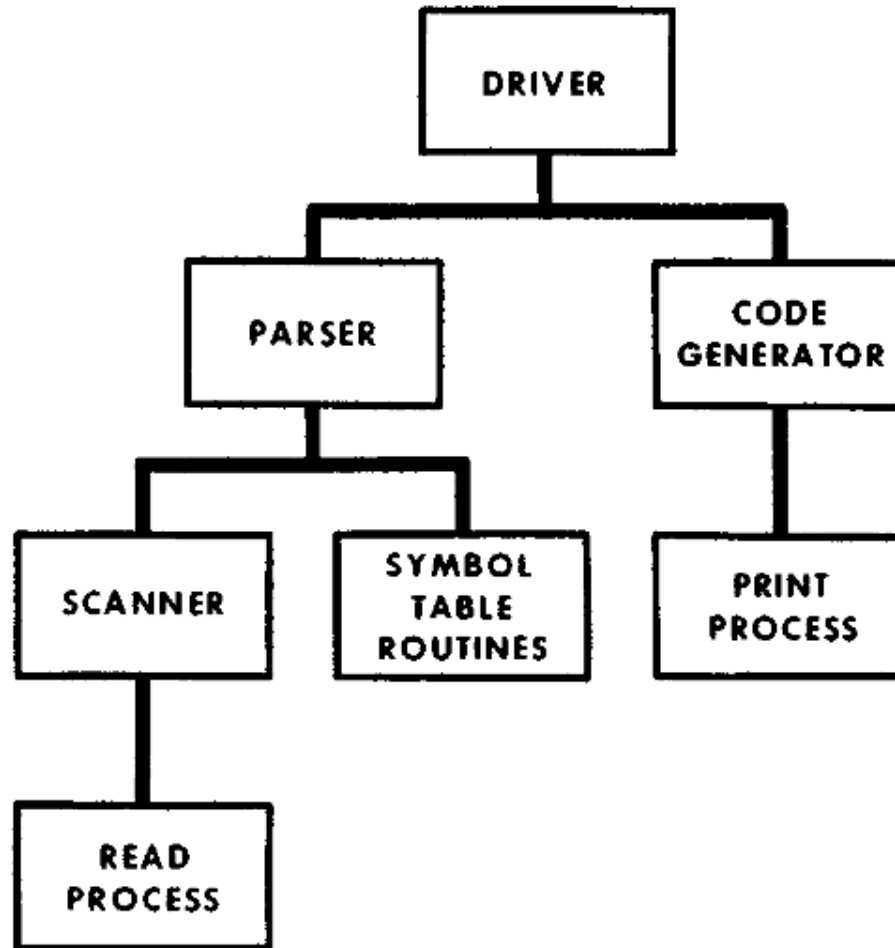 DRIVER
PARSER
CODE
GENERATOR
SCANNER
SYMBOL
TABLE
ROUTINES
PRINT
PROCESS
READ
PROCESS